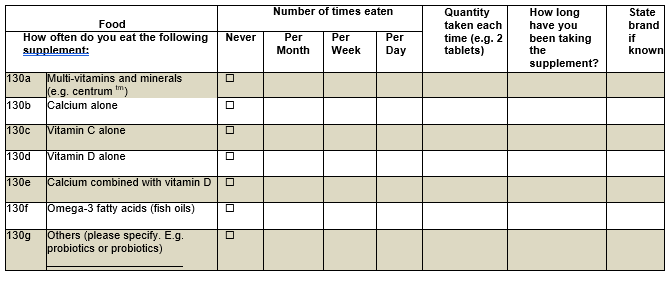 Food
Number of times eaten
Quantity taken each time (e.g. 2 tablets)
How long have you been taking the supplement?
State brand if known
How often do you eat the following supplement:
Never
Per Month
Per Week
Per Day
130a Multi-vitamins and minerals (e.g. centrum tm) ☐
130b Calcium alone ☐
130c Vitamin C alone ☐
130d Vitamin D alone ☐
130e Calcium combined with vitamin D ☐
130f Omega-3 fatty acids (fish oils) ☐
130g Others (please specify. E.g. probiotics or probiotics) ☐